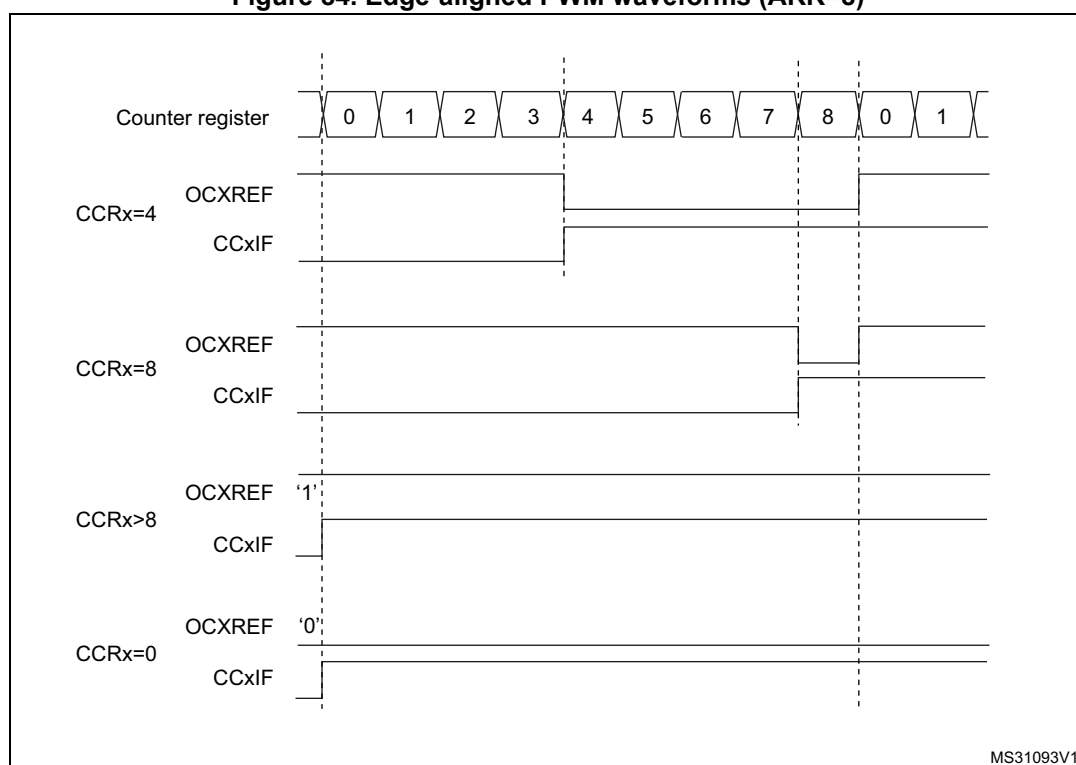 Figure 84. Edge-aligned PWM waveforms (ARR=8)
Counter register 0 1 2 3 4 5 6 7 8 0 1
OCXREF
CCRx=4
CCxIF
OCXREF
CCRx=8
CCxIF
OCXREF ‘1’
CCRx>8
CCxIF
OCXREF ‘0’
CCRx=0
CCxIF
MS31093V1